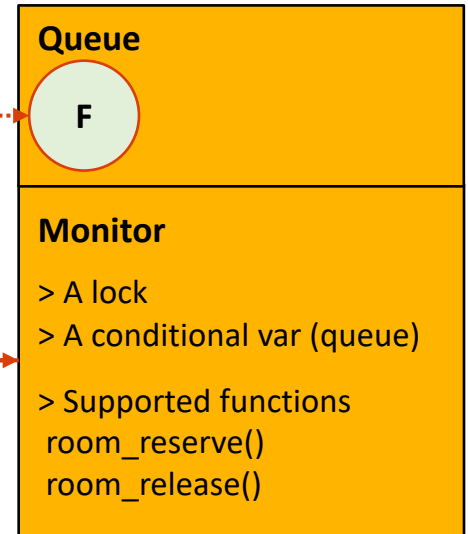 Queue
F
Monitor
> A lock
> A conditional var (queue)
> Supported functions
room_reserve()
room_release()